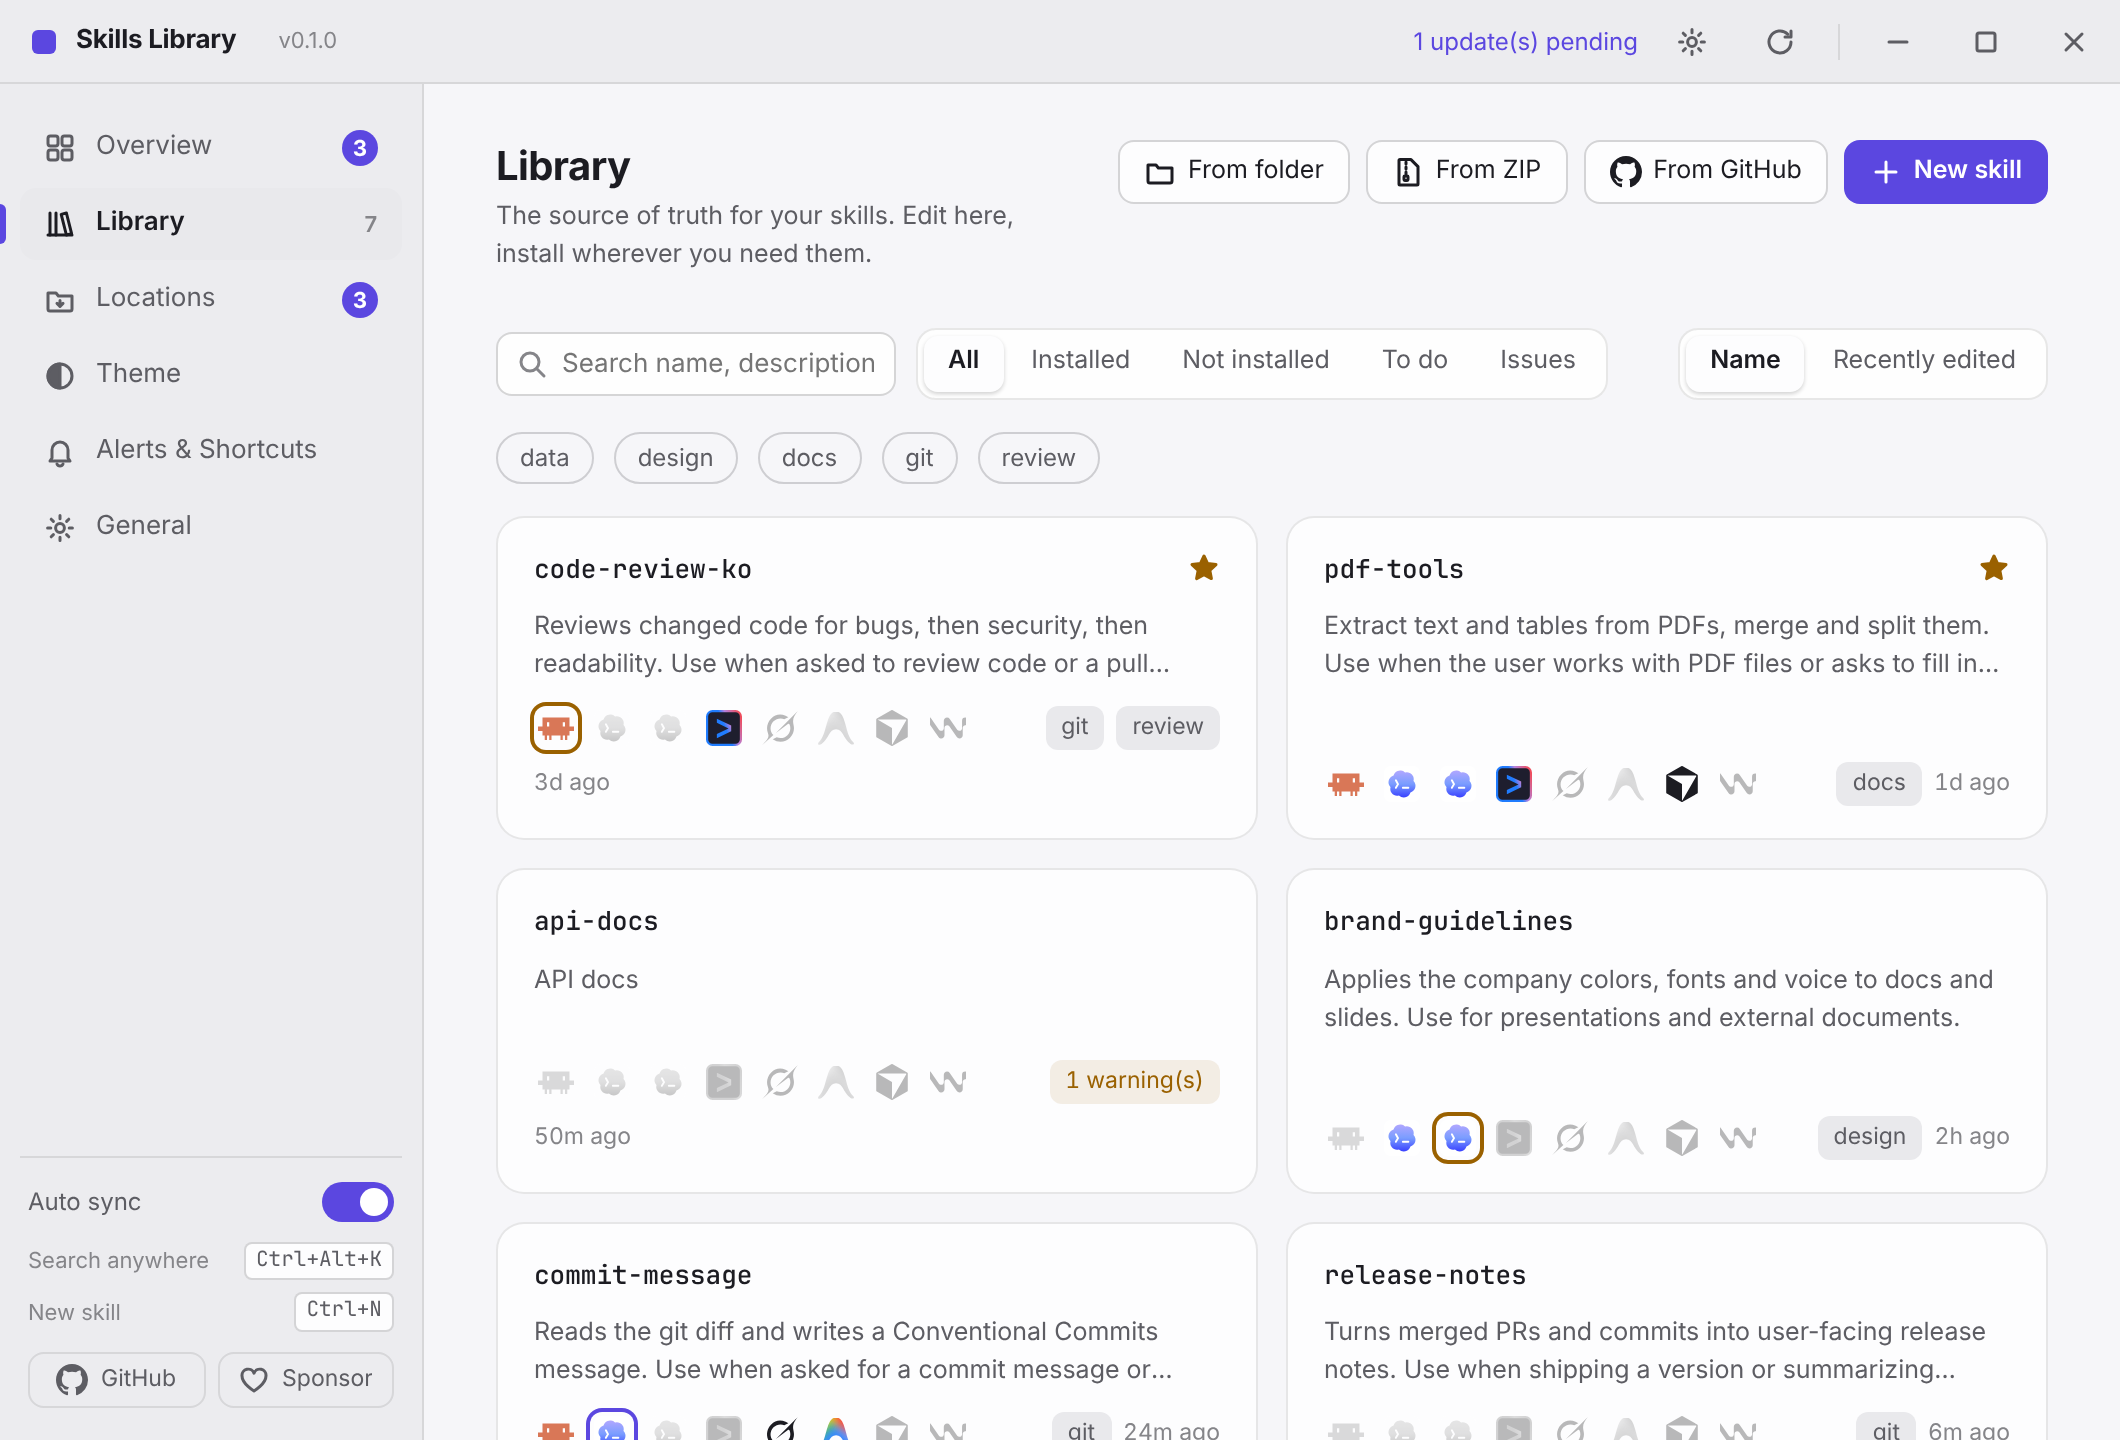 Skills Library v0.1.0
1 update(s) pending
Overview 3
Library 7
Locations 3
Theme
Alerts & Shortcuts
General
Auto sync
Search anywhere Ctrl+Alt+K
New skill Ctrl+N
GitHub Sponsor
Library
The source of truth for your skills. Edit here,
install wherever you need them.
From folder From ZIP From GitHub New skill
Search name, description
All Installed Not installed To do Issues
Name Recently edited
data design docs git review
code-review-ko
Reviews changed code for bugs, then security, then
readability. Use when asked to review code or a pull...
git review
3d ago
pdf-tools
Extract text and tables from PDFs, merge and split them.
Use when the user works with PDF files or asks to fill in...
docs 1d ago
api-docs
API docs
1 warning(s)
50m ago
brand-guidelines
Applies the company colors, fonts and voice to docs and
slides. Use for presentations and external documents.
design 2h ago
commit-message
Reads the git diff and writes a Conventional Commits
message. Use when asked for a commit message or...
git 24m ago
release-notes
Turns merged PRs and commits into user-facing release
notes. Use when shipping a version or summarizing...
git 6m ago